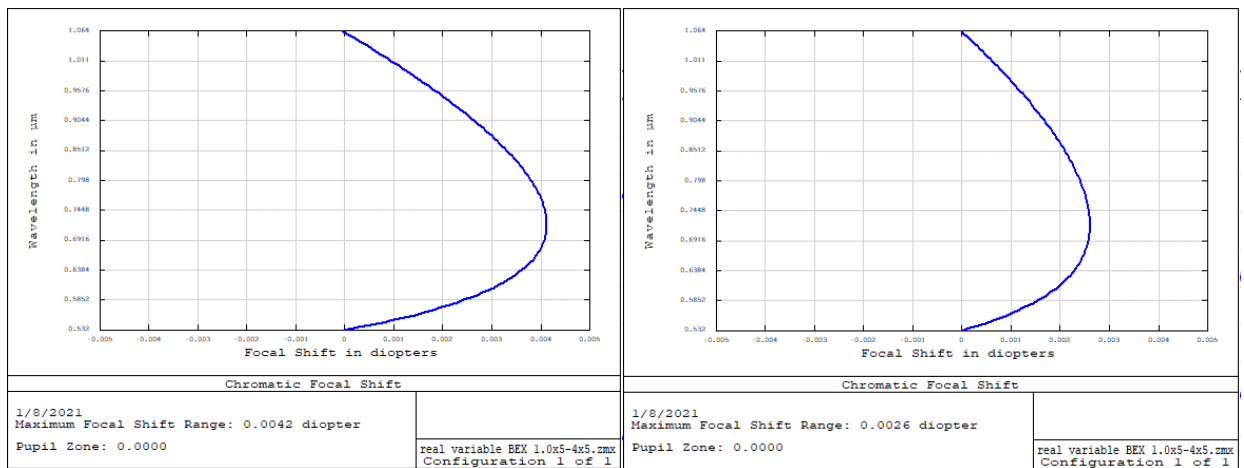 1.064
1.011
0.9576
0.9044
0.8512
0.798
0.7448
0.6916
0.6384
0.5852
0.532
Wavelength in µm
-0.005 -0.004 -0.003 -0.002 -0.001 0 0.001 0.002 0.003 0.004 0.005
Focal Shift in diopters
Chromatic Focal Shift
1/8/2021
Maximum Focal Shift Range: 0.0042 diopter
Pupil Zone: 0.0000
real variable BEX 1.0x5-4x5.zmx
Configuration 1 of 1
1.064
1.011
0.9576
0.9044
0.8512
0.798
0.7448
0.6916
0.6384
0.5852
0.532
Wavelength in µm
-0.005 -0.004 -0.003 -0.002 -0.001 0 0.001 0.002 0.003 0.004 0.005
Focal Shift in diopters
Chromatic Focal Shift
1/8/2021
Maximum Focal Shift Range: 0.0026 diopter
Pupil Zone: 0.0000
real variable BEX 1.0x5-4x5.zmx
Configuration 1 of 1